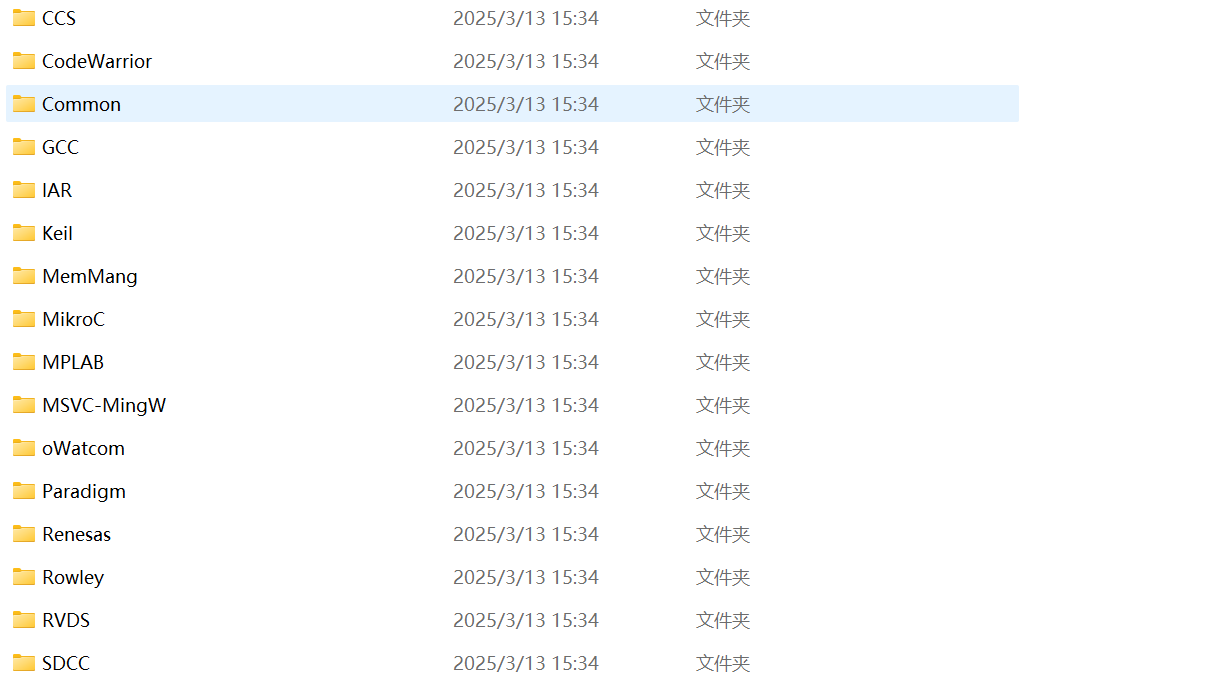 CCS 2025/3/13 15:34 文件夹
CodeWarrior 2025/3/13 15:34 文件夹
Common 2025/3/13 15:34 文件夹
GCC 2025/3/13 15:34 文件夹
IAR 2025/3/13 15:34 文件夹
Keil 2025/3/13 15:34 文件夹
MemMang 2025/3/13 15:34 文件夹
MikroC 2025/3/13 15:34 文件夹
MPLAB 2025/3/13 15:34 文件夹
MSVC-MingW 2025/3/13 15:34 文件夹
oWatcom 2025/3/13 15:34 文件夹
Paradigm 2025/3/13 15:34 文件夹
Renesas 2025/3/13 15:34 文件夹
Rowley 2025/3/13 15:34 文件夹
RVDS 2025/3/13 15:34 文件夹
SDCC 2025/3/13 15:34 文件夹